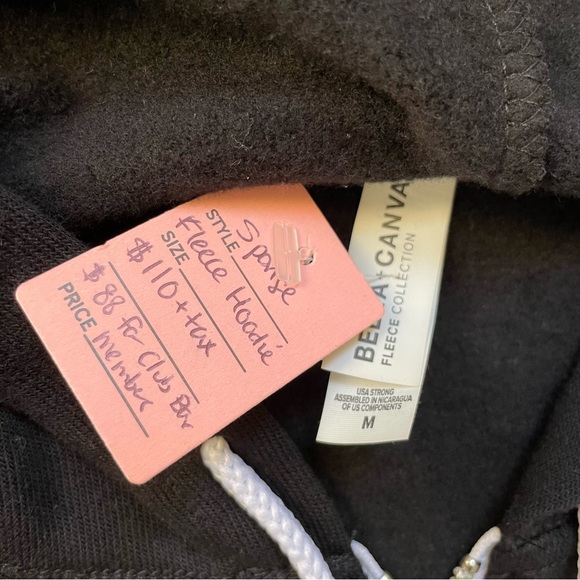 STYLE Sponge
Fleece Hoodie
SIZE
$110 + tax
$88 for Club Bar
PRICE member
BELLA+CANVA
FLEECE COLLECTION
USA STRONG
ASSEMBLED IN NICARAGUA
OF US COMPONENTS
M